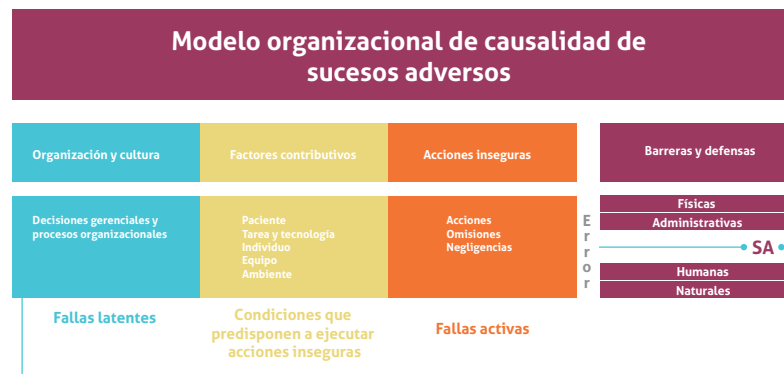 Modelo organizacional de causalidad de
sucesos adversos
Organización y cultura
Factores contributivos
Acciones inseguras
Barreras y defensas
Decisiones gerenciales y
procesos organizacionales
Paciente
Tarea y tecnología
Individuo
Equipo
Ambiente
Acciones
Omisiones
Negligencias
Error
Físicas
Administrativas
SA
Humanas
Naturales
Fallas latentes
Condiciones que
predisponen a ejecutar
acciones inseguras
Fallas activas